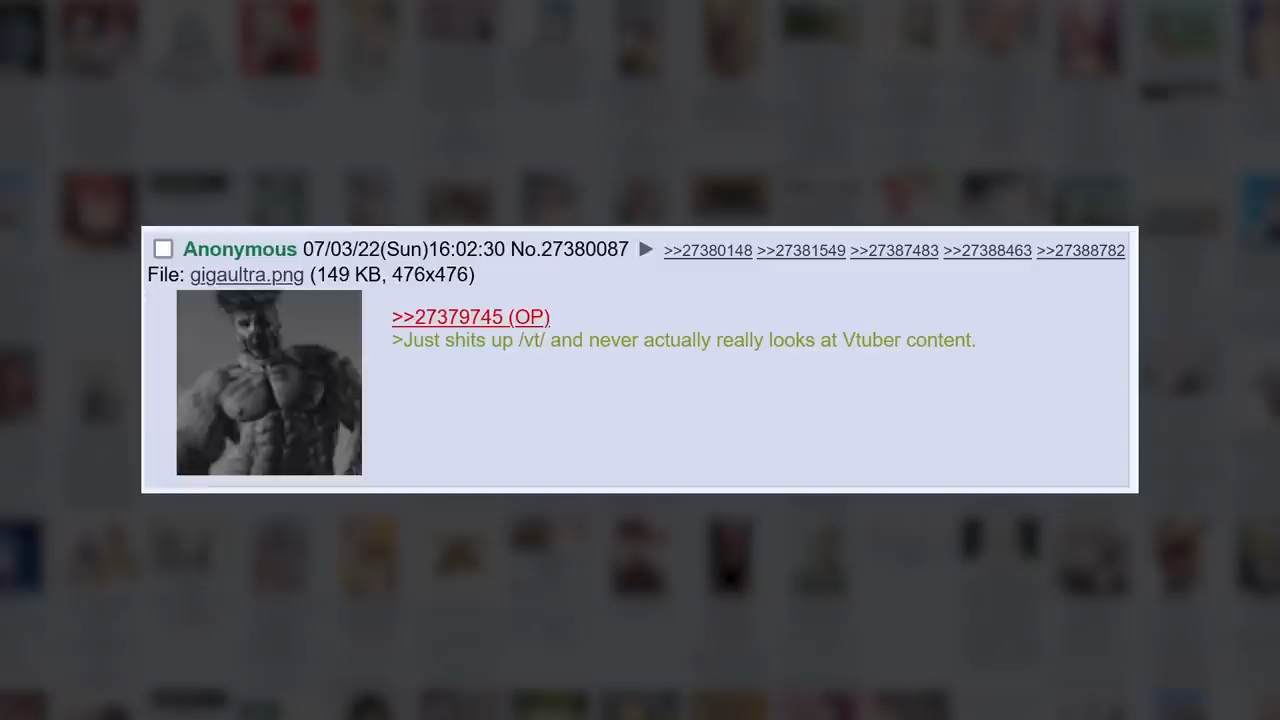 Anonymous 07/03/22(Sun)16:02:30 No.27380087 ▶ >>27380148 >>27381549 >>27387483 >>27388463 >>27388782
File: gigaultra.png (149 KB, 476x476)
>>27379745 (OP)
>Just shits up /vt/ and never actually really looks at Vtuber content.